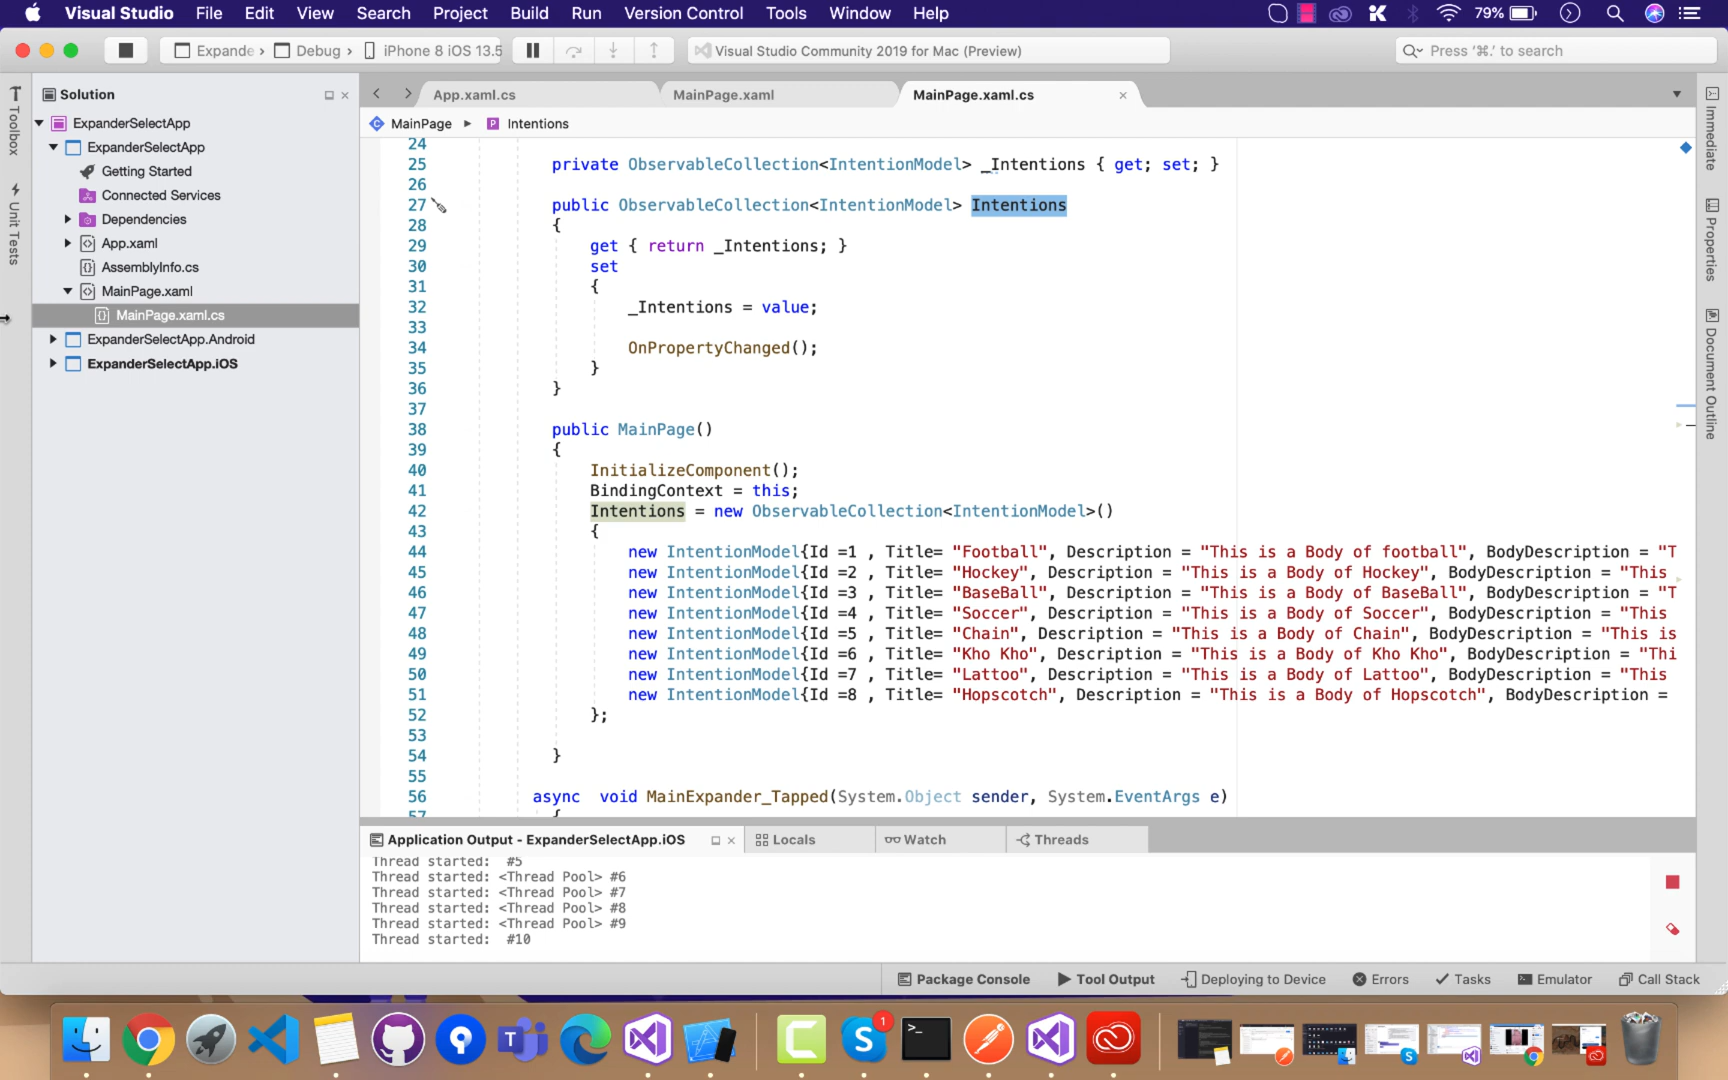 Visual Studio File Edit View Search Project Build Run Version Control Tools Window Help 79%
Expande › Debug › iPhone 8 iOS 13.5 Visual Studio Community 2019 for Mac (Preview) Press '⌘.' to search
Toolbox
Unit Tests
Solution
ExpanderSelectApp
ExpanderSelectApp
Getting Started
Connected Services
Dependencies
App.xaml
AssemblyInfo.cs
MainPage.xaml
MainPage.xaml.cs
ExpanderSelectApp.Android
ExpanderSelectApp.iOS
App.xaml.cs MainPage.xaml MainPage.xaml.cs
MainPage ▸ P Intentions
24
25 private ObservableCollection<IntentionModel> _Intentions { get; set; }
26
27 public ObservableCollection<IntentionModel> Intentions
28 {
29 get { return _Intentions; }
30 set
31 {
32 _Intentions = value;
33
34 OnPropertyChanged();
35 }
36 }
37
38 public MainPage()
39 {
40 InitializeComponent();
41 BindingContext = this;
42 Intentions = new ObservableCollection<IntentionModel>()
43 {
44 new IntentionModel{Id =1 , Title= "Football", Description = "This is a Body of football", BodyDescription = "T
45 new IntentionModel{Id =2 , Title= "Hockey", Description = "This is a Body of Hockey", BodyDescription = "This
46 new IntentionModel{Id =3 , Title= "BaseBall", Description = "This is a Body of BaseBall", BodyDescription = "T
47 new IntentionModel{Id =4 , Title= "Soccer", Description = "This is a Body of Soccer", BodyDescription = "This
48 new IntentionModel{Id =5 , Title= "Chain", Description = "This is a Body of Chain", BodyDescription = "This is
49 new IntentionModel{Id =6 , Title= "Kho Kho", Description = "This is a Body of Kho Kho", BodyDescription = "Thi
50 new IntentionModel{Id =7 , Title= "Lattoo", Description = "This is a Body of Lattoo", BodyDescription = "This
51 new IntentionModel{Id =8 , Title= "Hopscotch", Description = "This is a Body of Hopscotch", BodyDescription =
52 };
53
54 }
55
56 async void MainExpander_Tapped(System.Object sender, System.EventArgs e)
57 {
Immediate
Properties
Document Outline
Application Output - ExpanderSelectApp.iOS Locals Watch Threads
Thread started: #5
Thread started: <Thread Pool> #6
Thread started: <Thread Pool> #7
Thread started: <Thread Pool> #8
Thread started: <Thread Pool> #9
Thread started: #10
Package Console Tool Output Deploying to Device Errors Tasks Emulator Call Stack
1